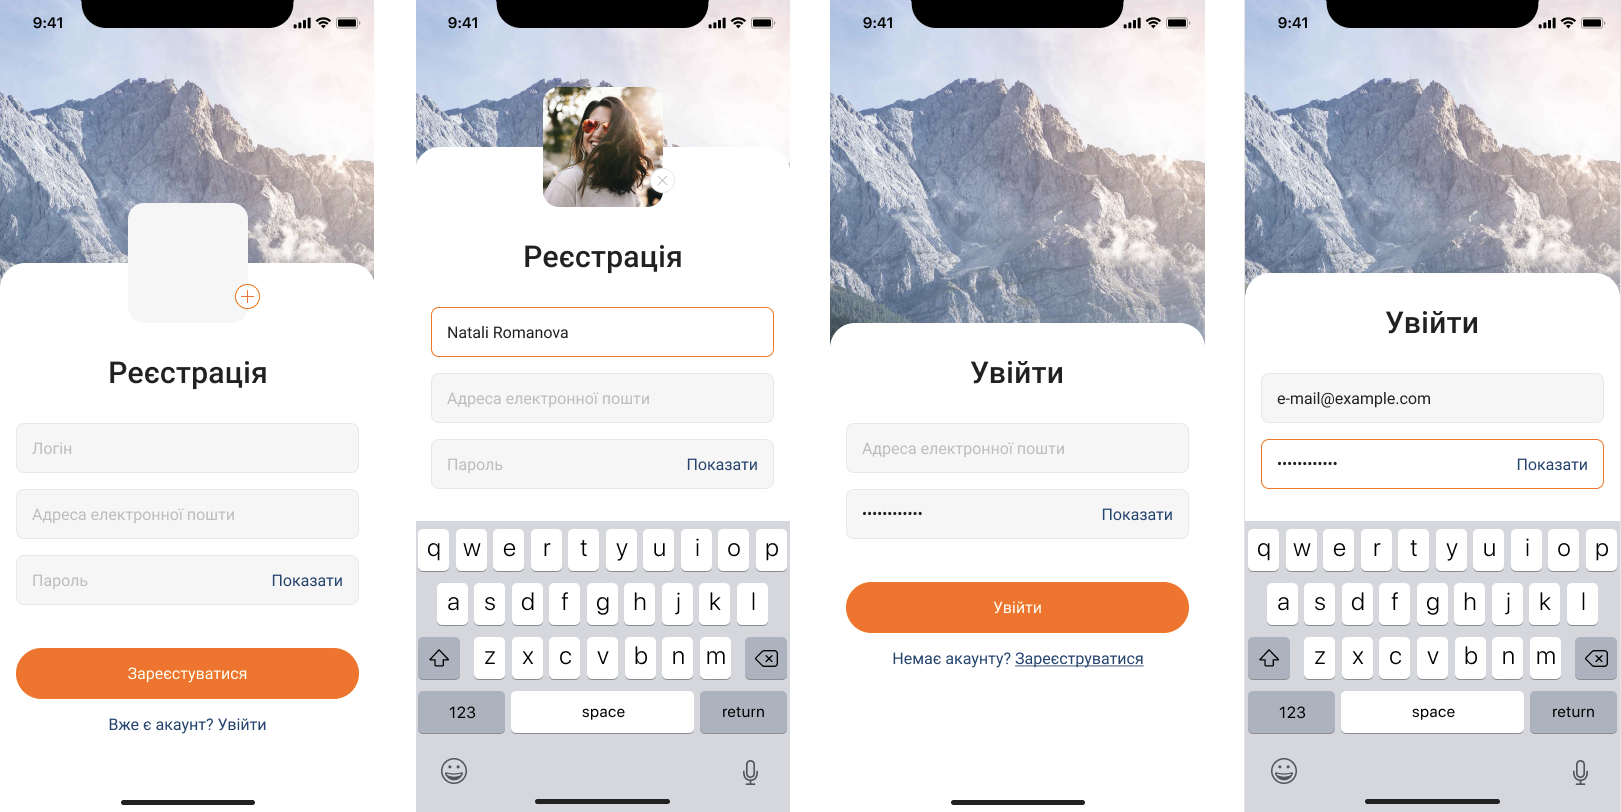 9:41
Реєстрація
Логін
Адреса електронної пошти
Пароль Показати
Зареєстуватися
Вже є акаунт? Увійти
9:41
Реєстрація
Natali Romanova
Адреса електронної пошти
Пароль Показати
q w e r t y u i o p
a s d f g h j k l
z x c v b n m
123 space return
9:41
Увійти
Адреса електронної пошти
•••••••••••• Показати
Увійти
Немає акаунту? Зареєструватися
9:41
Увійти
e-mail@example.com
•••••••••••• Показати
q w e r t y u i o p
a s d f g h j k l
z x c v b n m
123 space return